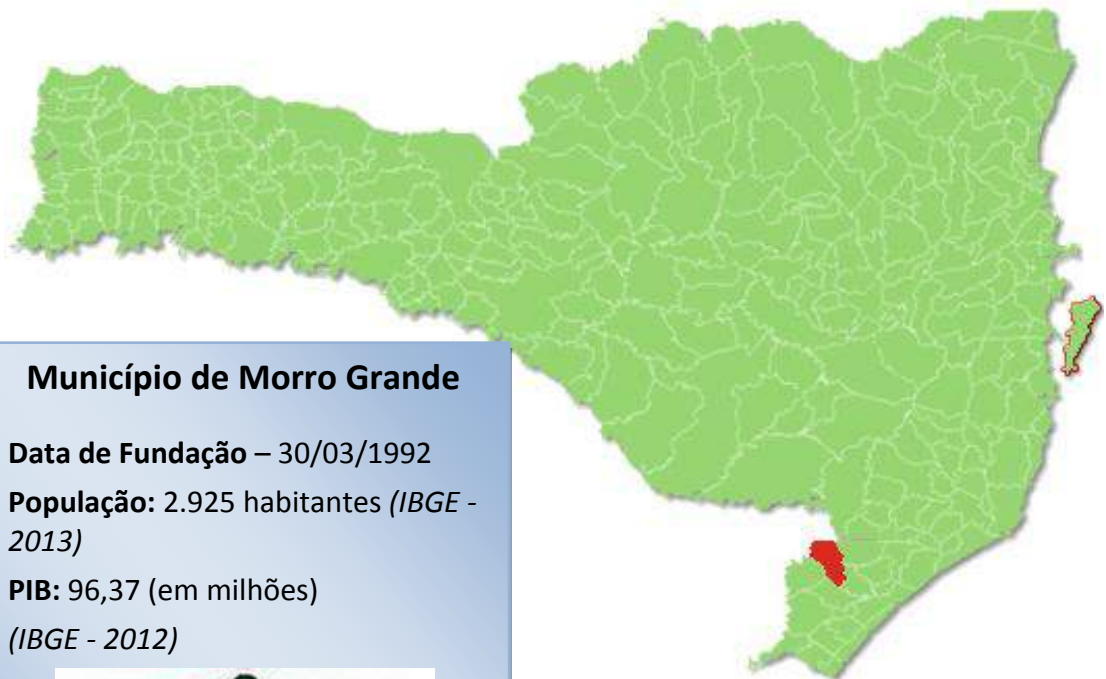 Município de Morro Grande
Data de Fundação – 30/03/1992
População: 2.925 habitantes (IBGE -
2013)
PIB: 96,37 (em milhões)
(IBGE - 2012)